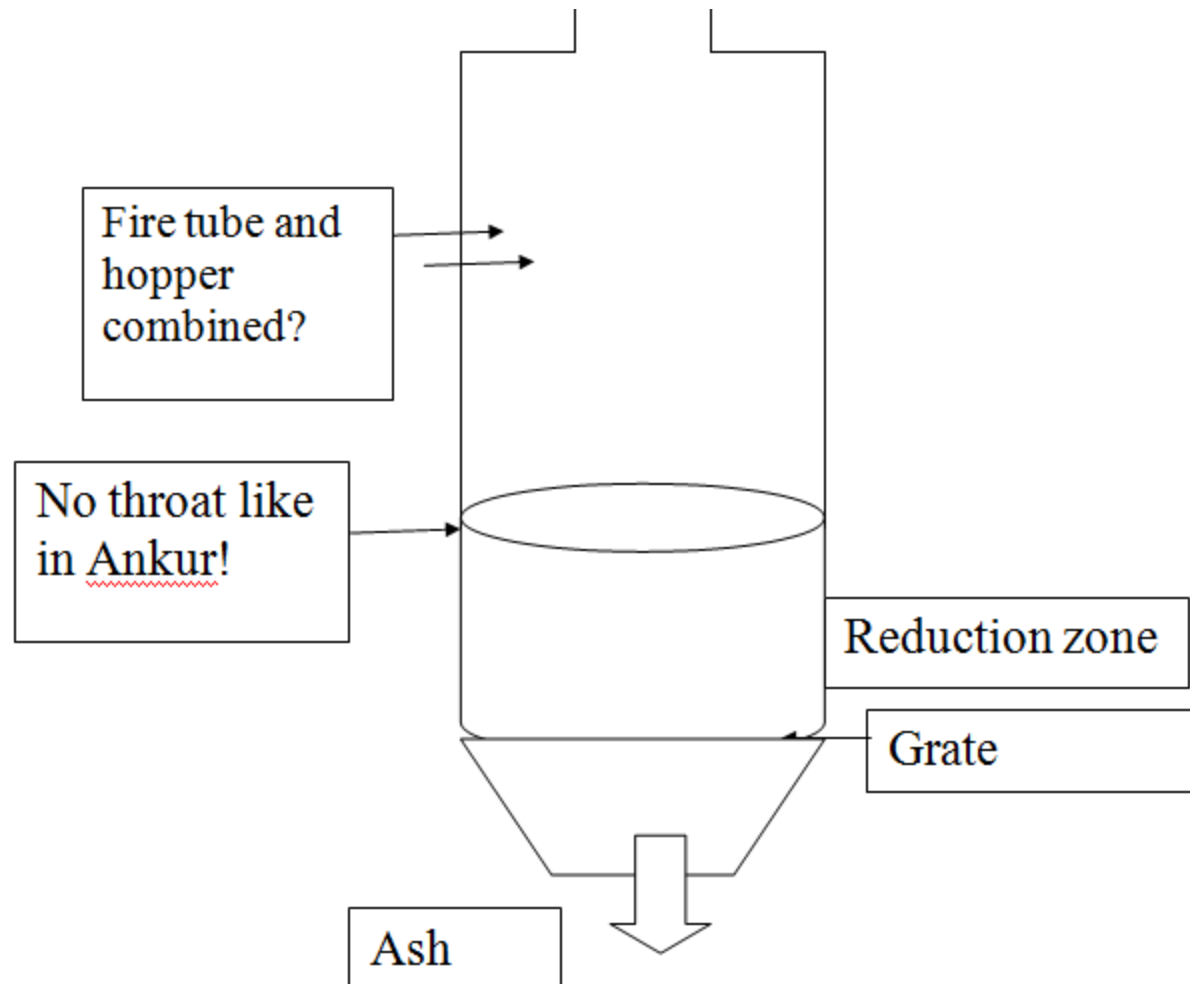 Fire tube and
hopper
combined?
No throat like
in Ankur!
Reduction zone
Grate
Ash